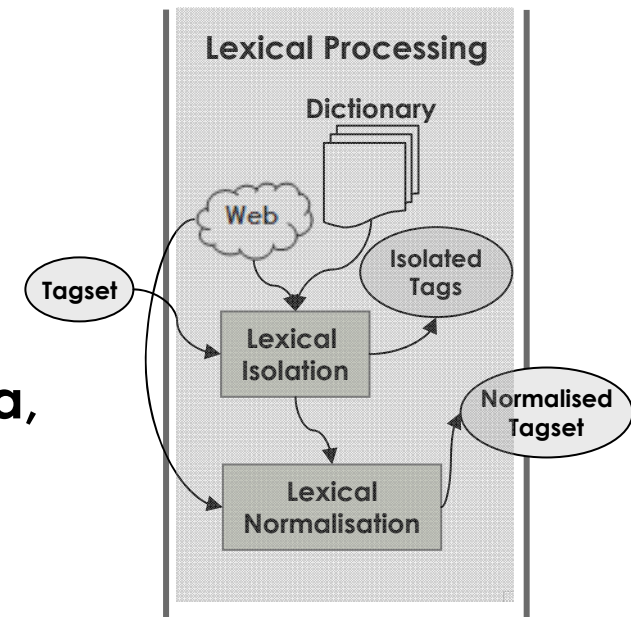 Lexical Processing
Dictionary
Web
Isolated
Tags
Tagset
Lexical
Isolation
a,
Normalised
Tagset
Lexical
Normalisation